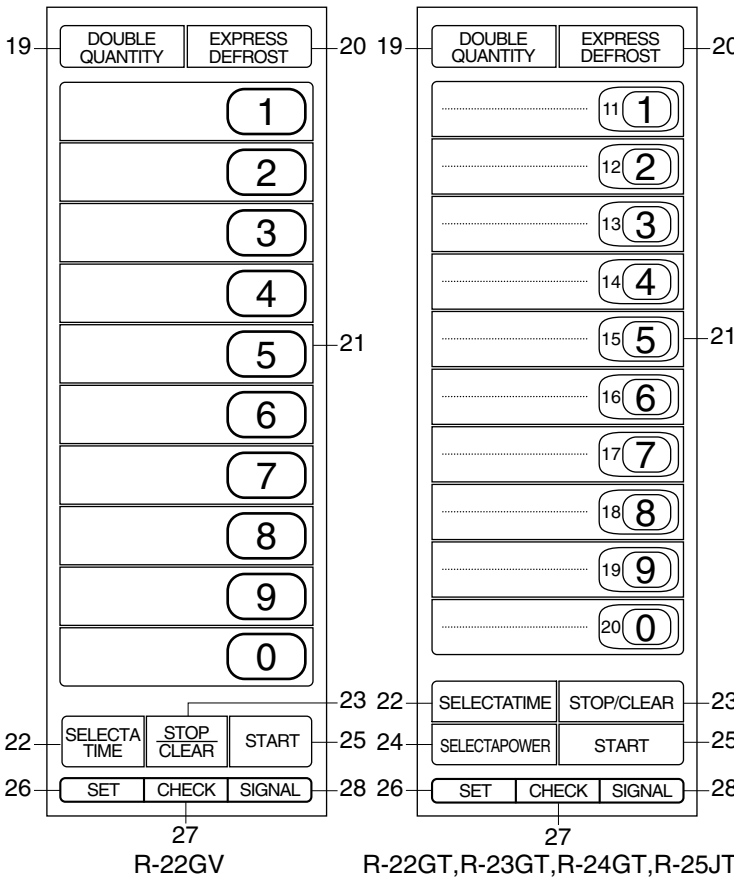 19 DOUBLE QUANTITY EXPRESS DEFROST 20
1
2
3
4
5 21
6
7
8
9
0
23
22 SELECTA TIME STOP CLEAR START 25
26 SET CHECK SIGNAL 28
27
R-22GV
19 DOUBLE QUANTITY EXPRESS DEFROST 20
11 1
12 2
13 3
14 4
15 5 21
16 6
17 7
18 8
19 9
20 0
22 SELECTATIME STOP/CLEAR 23
24 SELECTAPOWER START 25
26 SET CHECK SIGNAL 28
27
R-22GT,R-23GT,R-24GT,R-25JT